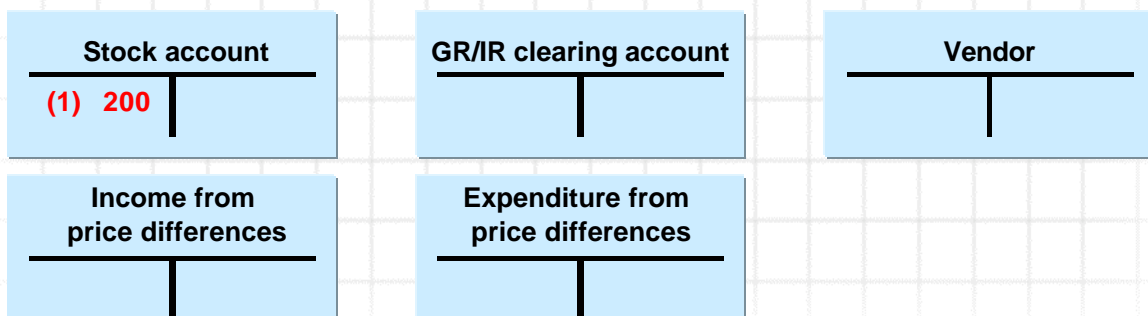 Stock account
GR/IR clearing account
Vendor
(1) 200
Income from
price differences
Expenditure from
price differences